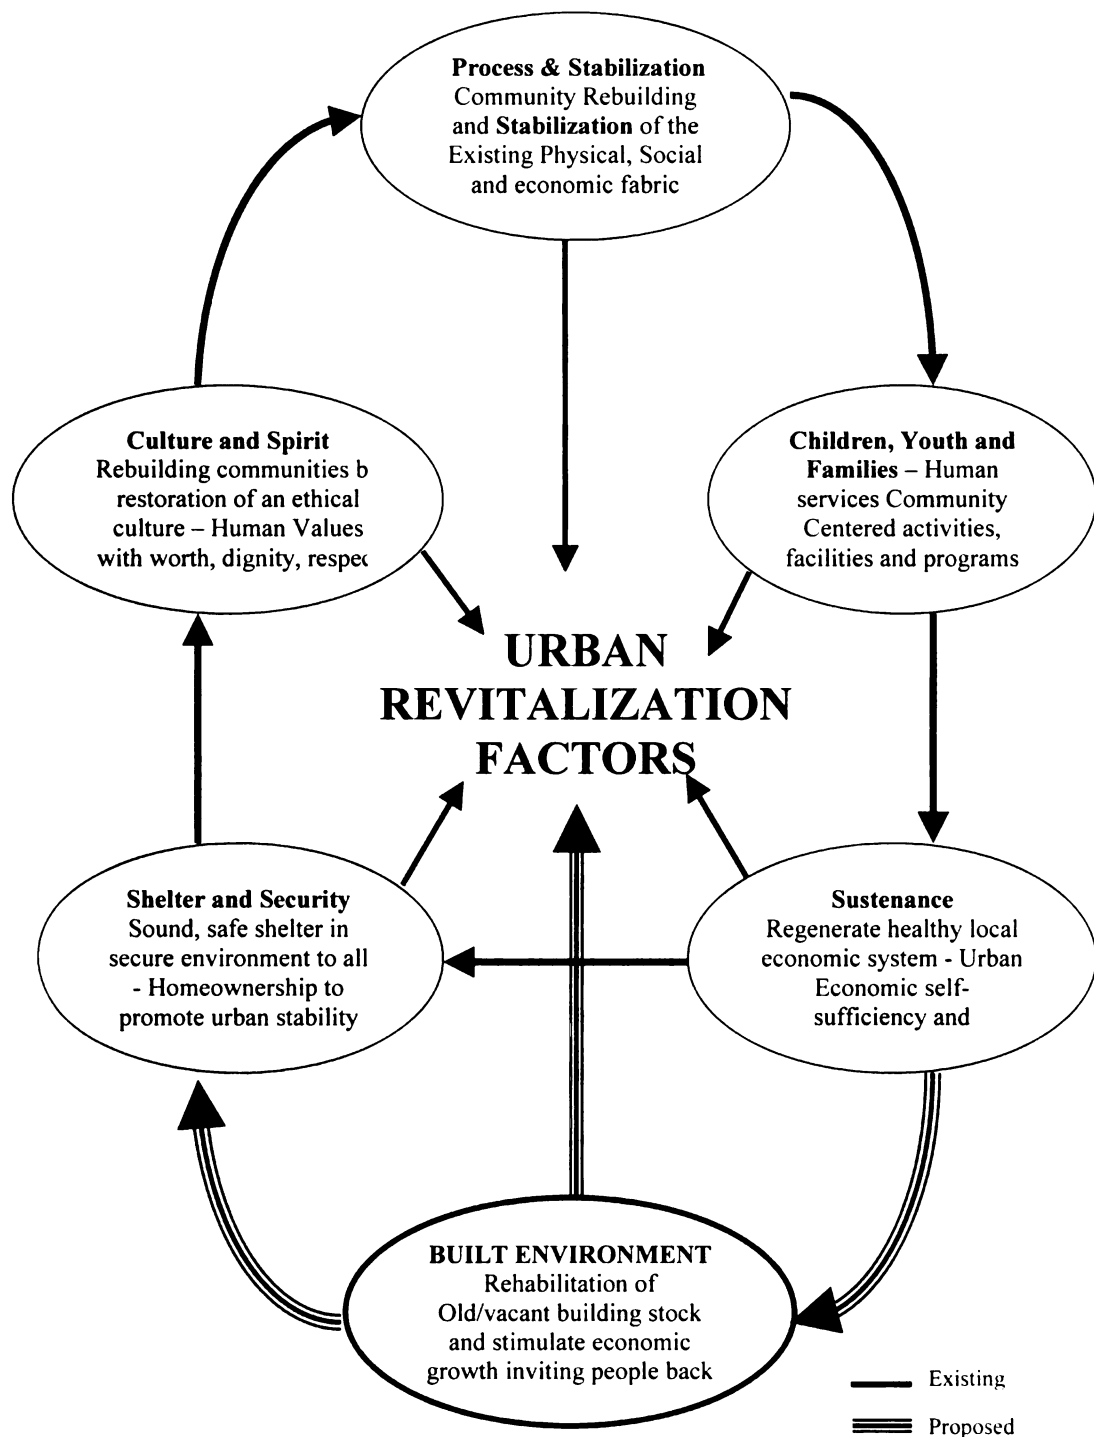 Process & Stabilization
Community Rebuilding
and Stabilization of the
Existing Physical, Social
and economic fabric
Culture and Spirit
Rebuilding communities b
restoration of an ethical
culture – Human Values
with worth, dignity, respec
Children, Youth and
Families – Human
services Community
Centered activities,
facilities and programs
URBAN
REVITALIZATION
FACTORS
Shelter and Security
Sound, safe shelter in
secure environment to all
- Homeownership to
promote urban stability
Sustenance
Regenerate healthy local
economic system - Urban
Economic self-
sufficiency and
BUILT ENVIRONMENT
Rehabilitation of
Old/vacant building stock
and stimulate economic
growth inviting people back
Existing
Proposed